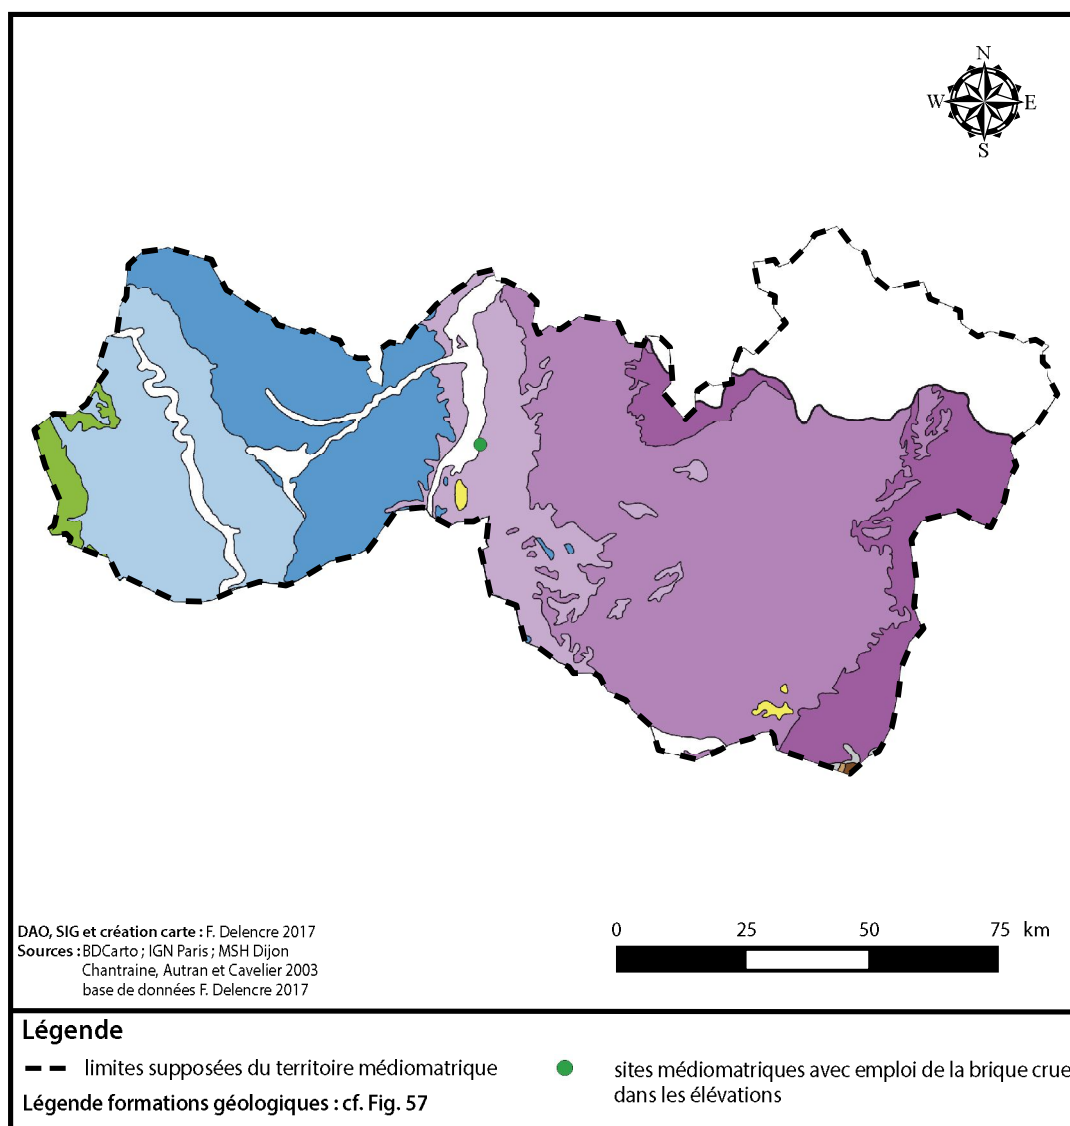 N
W E
S
DAO, SIG et création carte : F. Delencre 2017
Sources : BDCarto ; IGN Paris ; MSH Dijon
Chantraine, Autran et Cavelier 2003
base de données F. Delencre 2017
0 25 50 75 km
Légende
limites supposées du territoire médiomatrique
Légende formations géologiques : cf. Fig. 57
sites médiomatriques avec emploi de la brique crue
dans les élévations